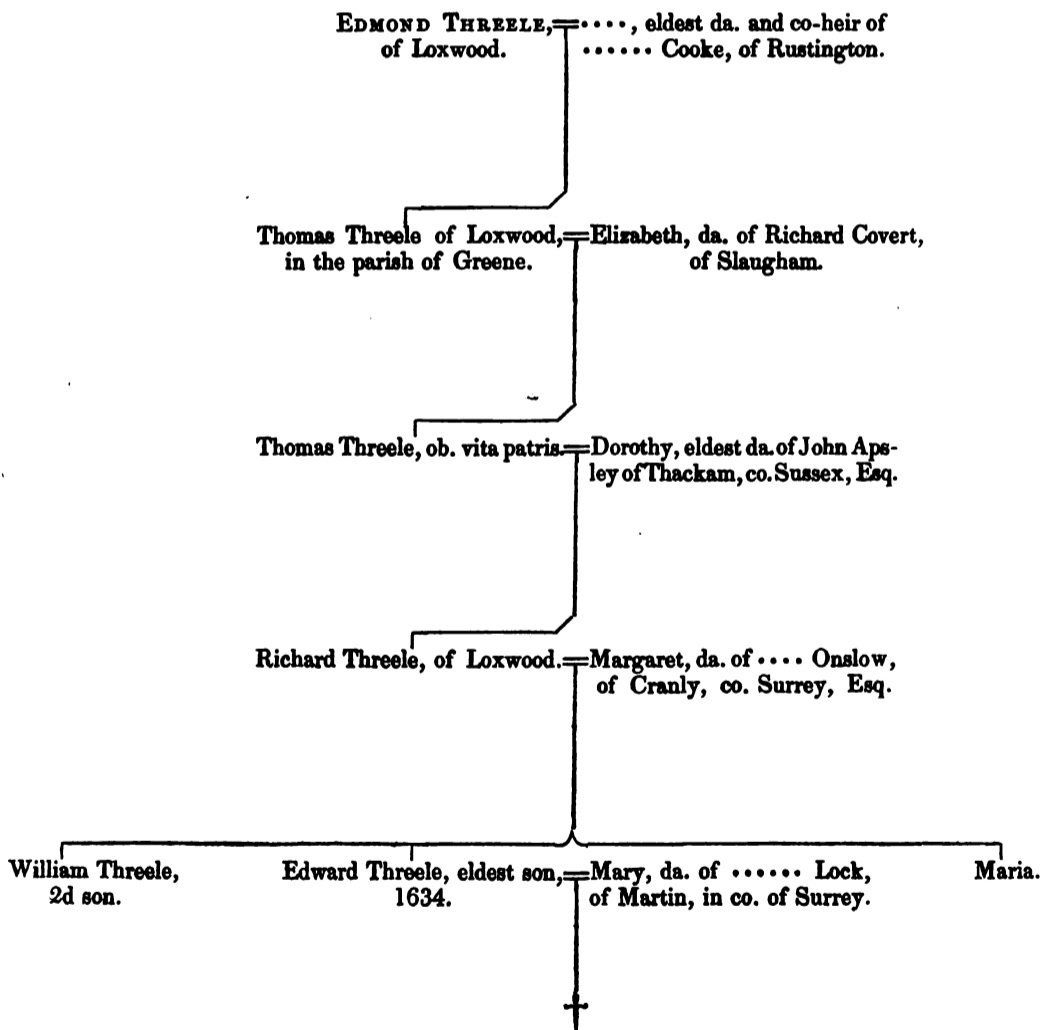 EDMOND THREELE,=····, eldest da. and co-heir of
of Loxwood. ······ Cooke, of Rustington.
Thomas Threele of Loxwood,=Elizabeth, da. of Richard Covert,
in the parish of Greene. of Slaugham.
Thomas Threele, ob. vita patris.=Dorothy, eldest da. of John Aps-
ley of Thackam, co. Sussex, Esq.
Richard Threele, of Loxwood.=Margaret, da. of ···· Onslow,
of Cranly, co. Surrey, Esq.
William Threele,
2d son.
Edward Threele, eldest son,=Mary, da. of ······ Lock,
1634. of Martin, in co. of Surrey.
Maria.